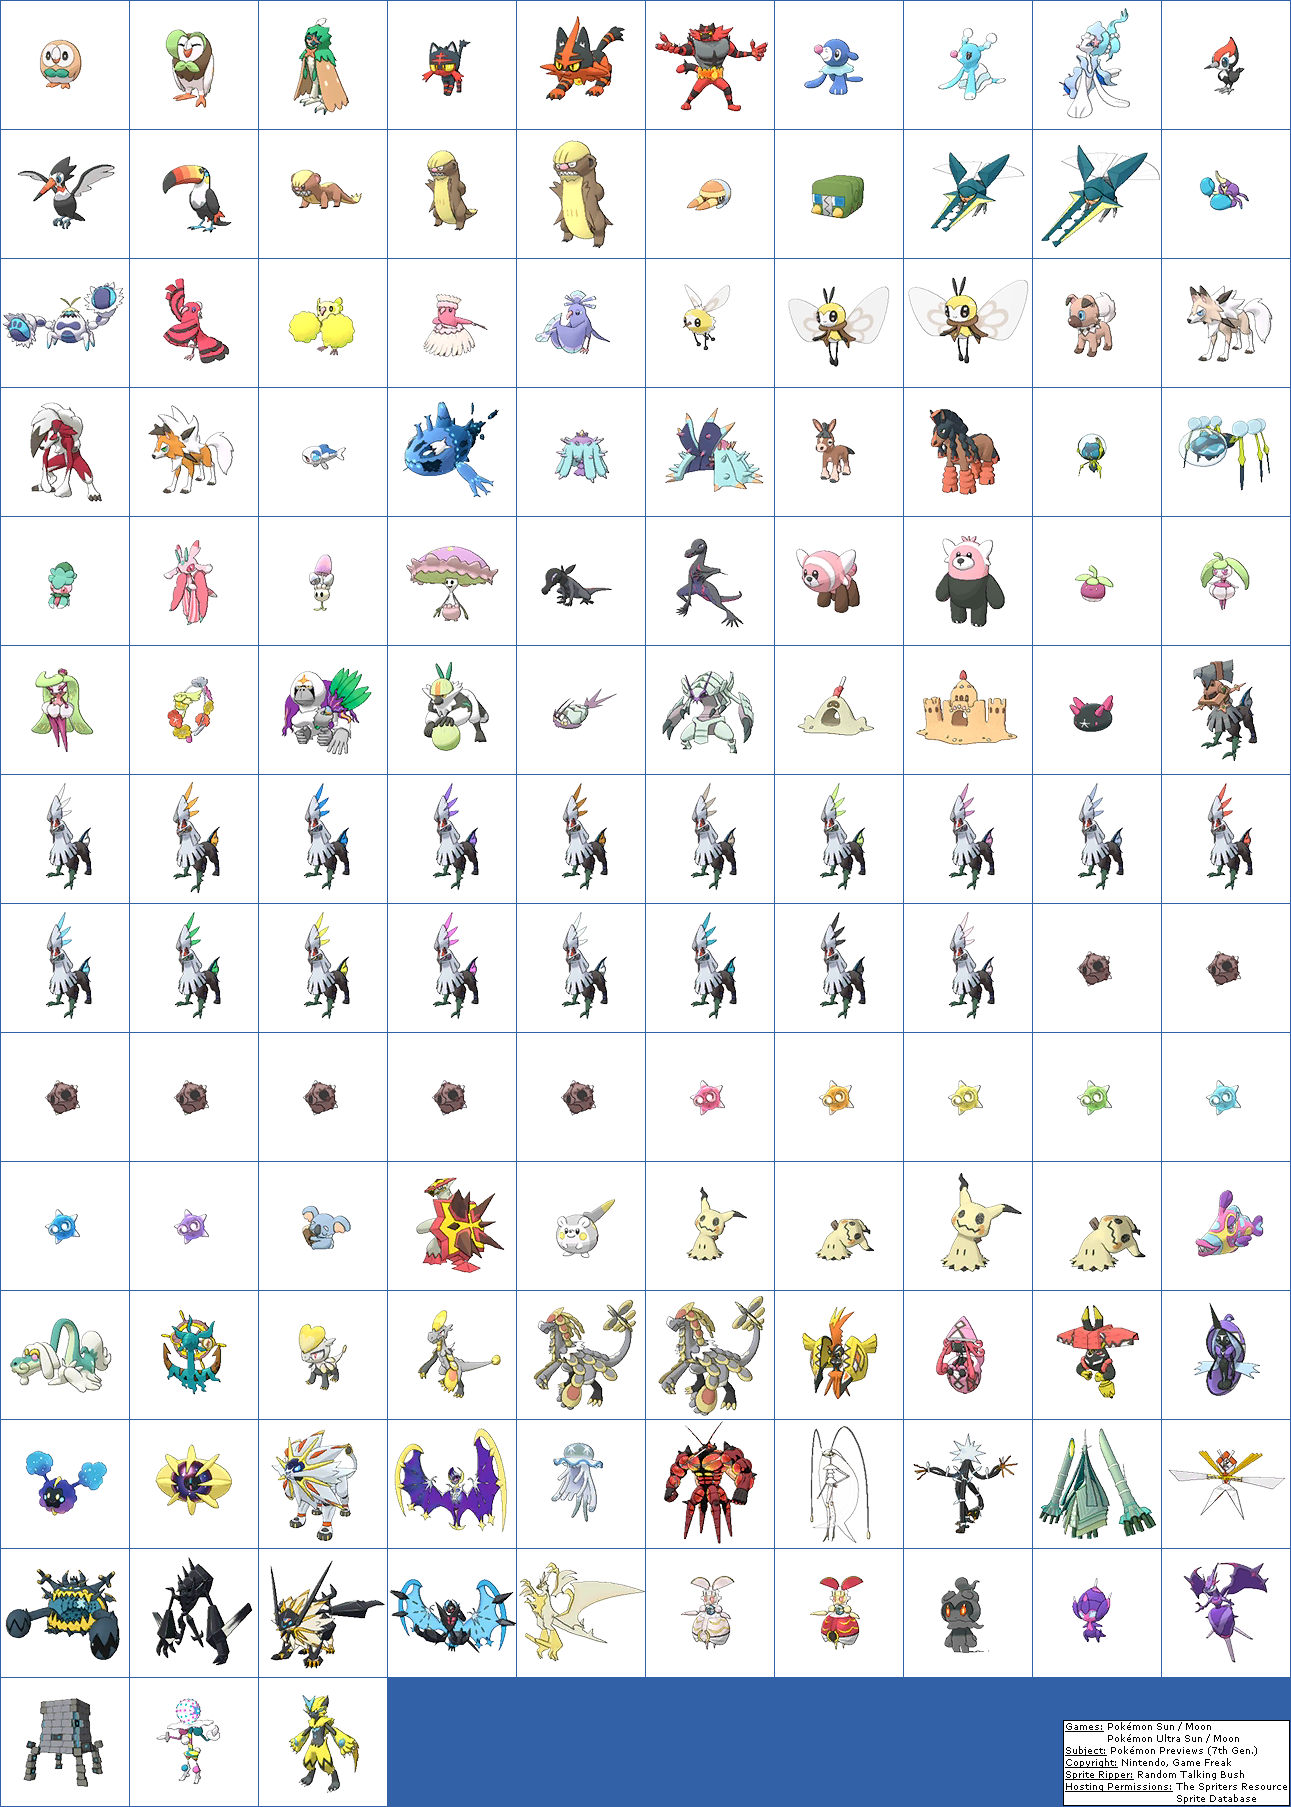 Games: Pokémon Sun / Moon
Pokémon Ultra Sun / Moon
Subject: Pokémon Previews (7th Gen.)
Copyright: Nintendo, Game Freak
Sprite Ripper: Random Talking Bush
Hosting Permissions: The Spriters Resource
Sprite Database